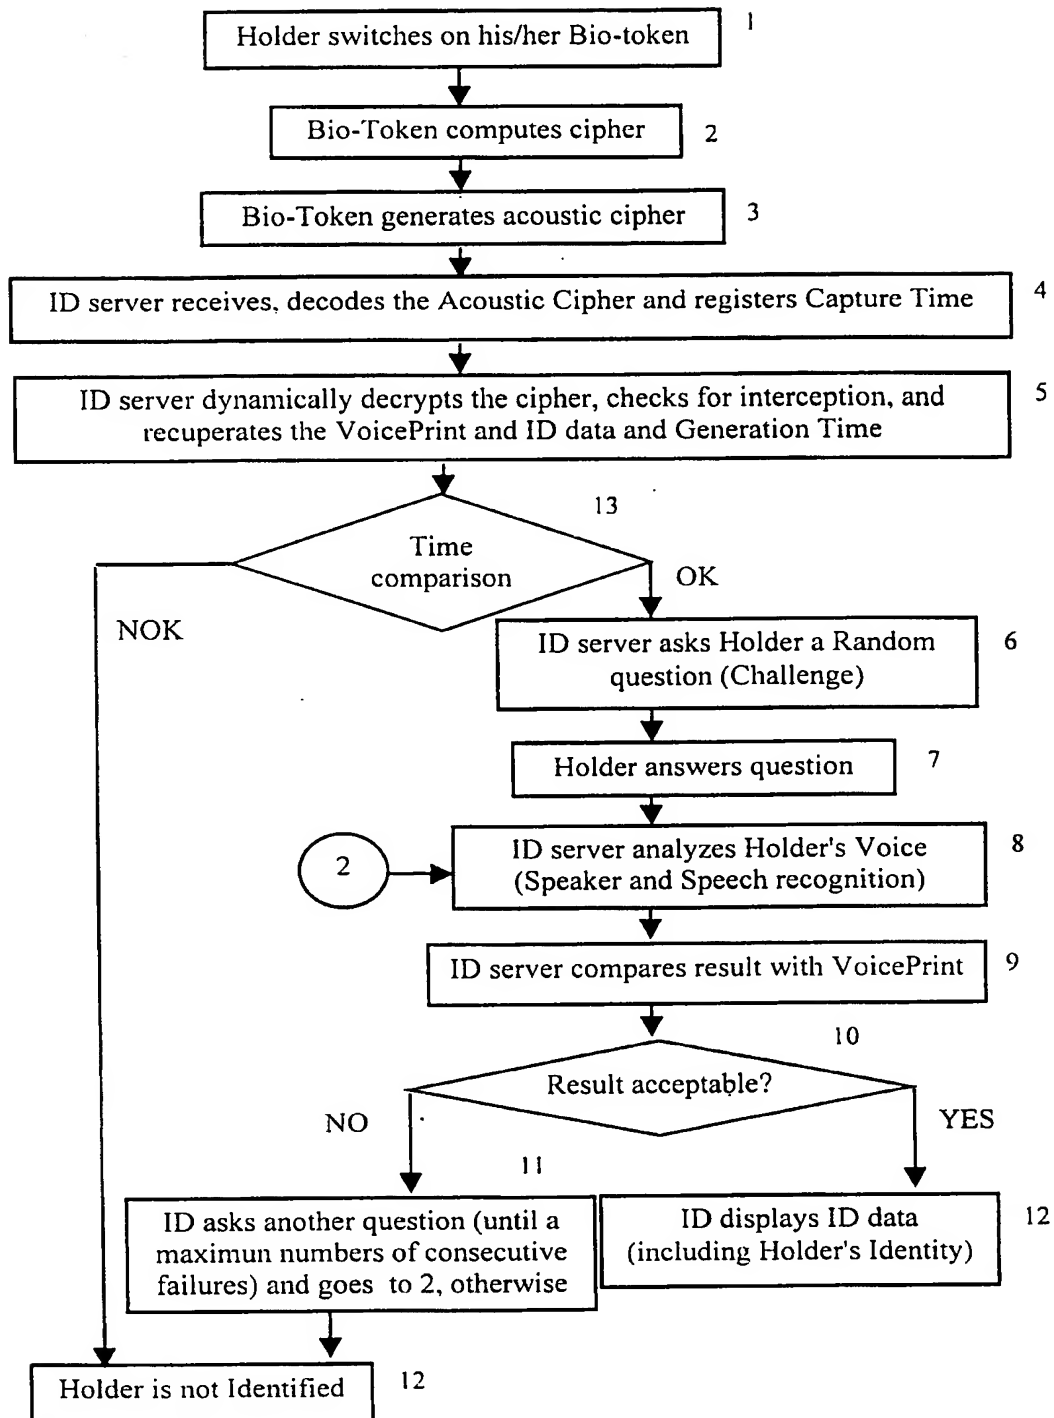 Holder switches on his/her Bio-token
1
Bio-Token computes cipher
2
Bio-Token generates acoustic cipher
3
ID server receives, decodes the Acoustic Cipher and registers Capture Time
4
ID server dynamically decrypts the cipher, checks for interception, and
recuperates the VoicePrint and ID data and Generation Time
5
13
Time
comparison
OK
NOK
ID server asks Holder a Random
question (Challenge)
6
Holder answers question
7
2
ID server analyzes Holder's Voice
(Speaker and Speech recognition)
8
ID server compares result with VoicePrint
9
10
Result acceptable?
NO
YES
11
ID asks another question (until a
maximun numbers of consecutive
failures) and goes to 2, otherwise
ID displays ID data
(including Holder's Identity)
12
Holder is not Identified
12